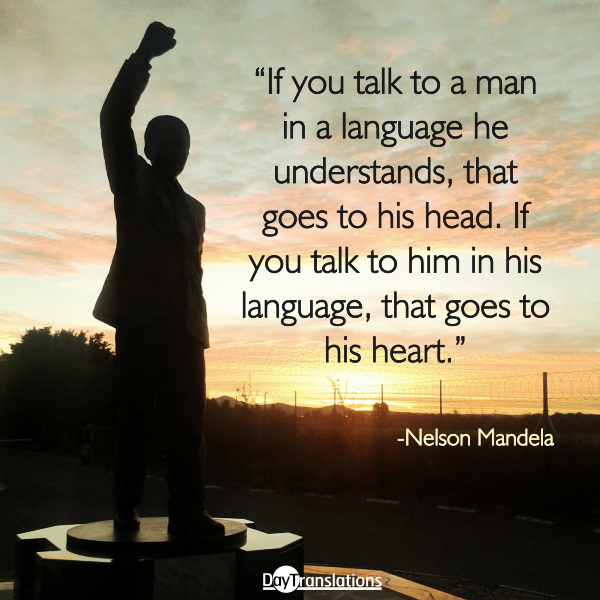 “If you talk to a man
in a language he
understands, that
goes to his head. If
you talk to him in his
language, that goes to
his heart.”
-Nelson Mandela
DayTranslations